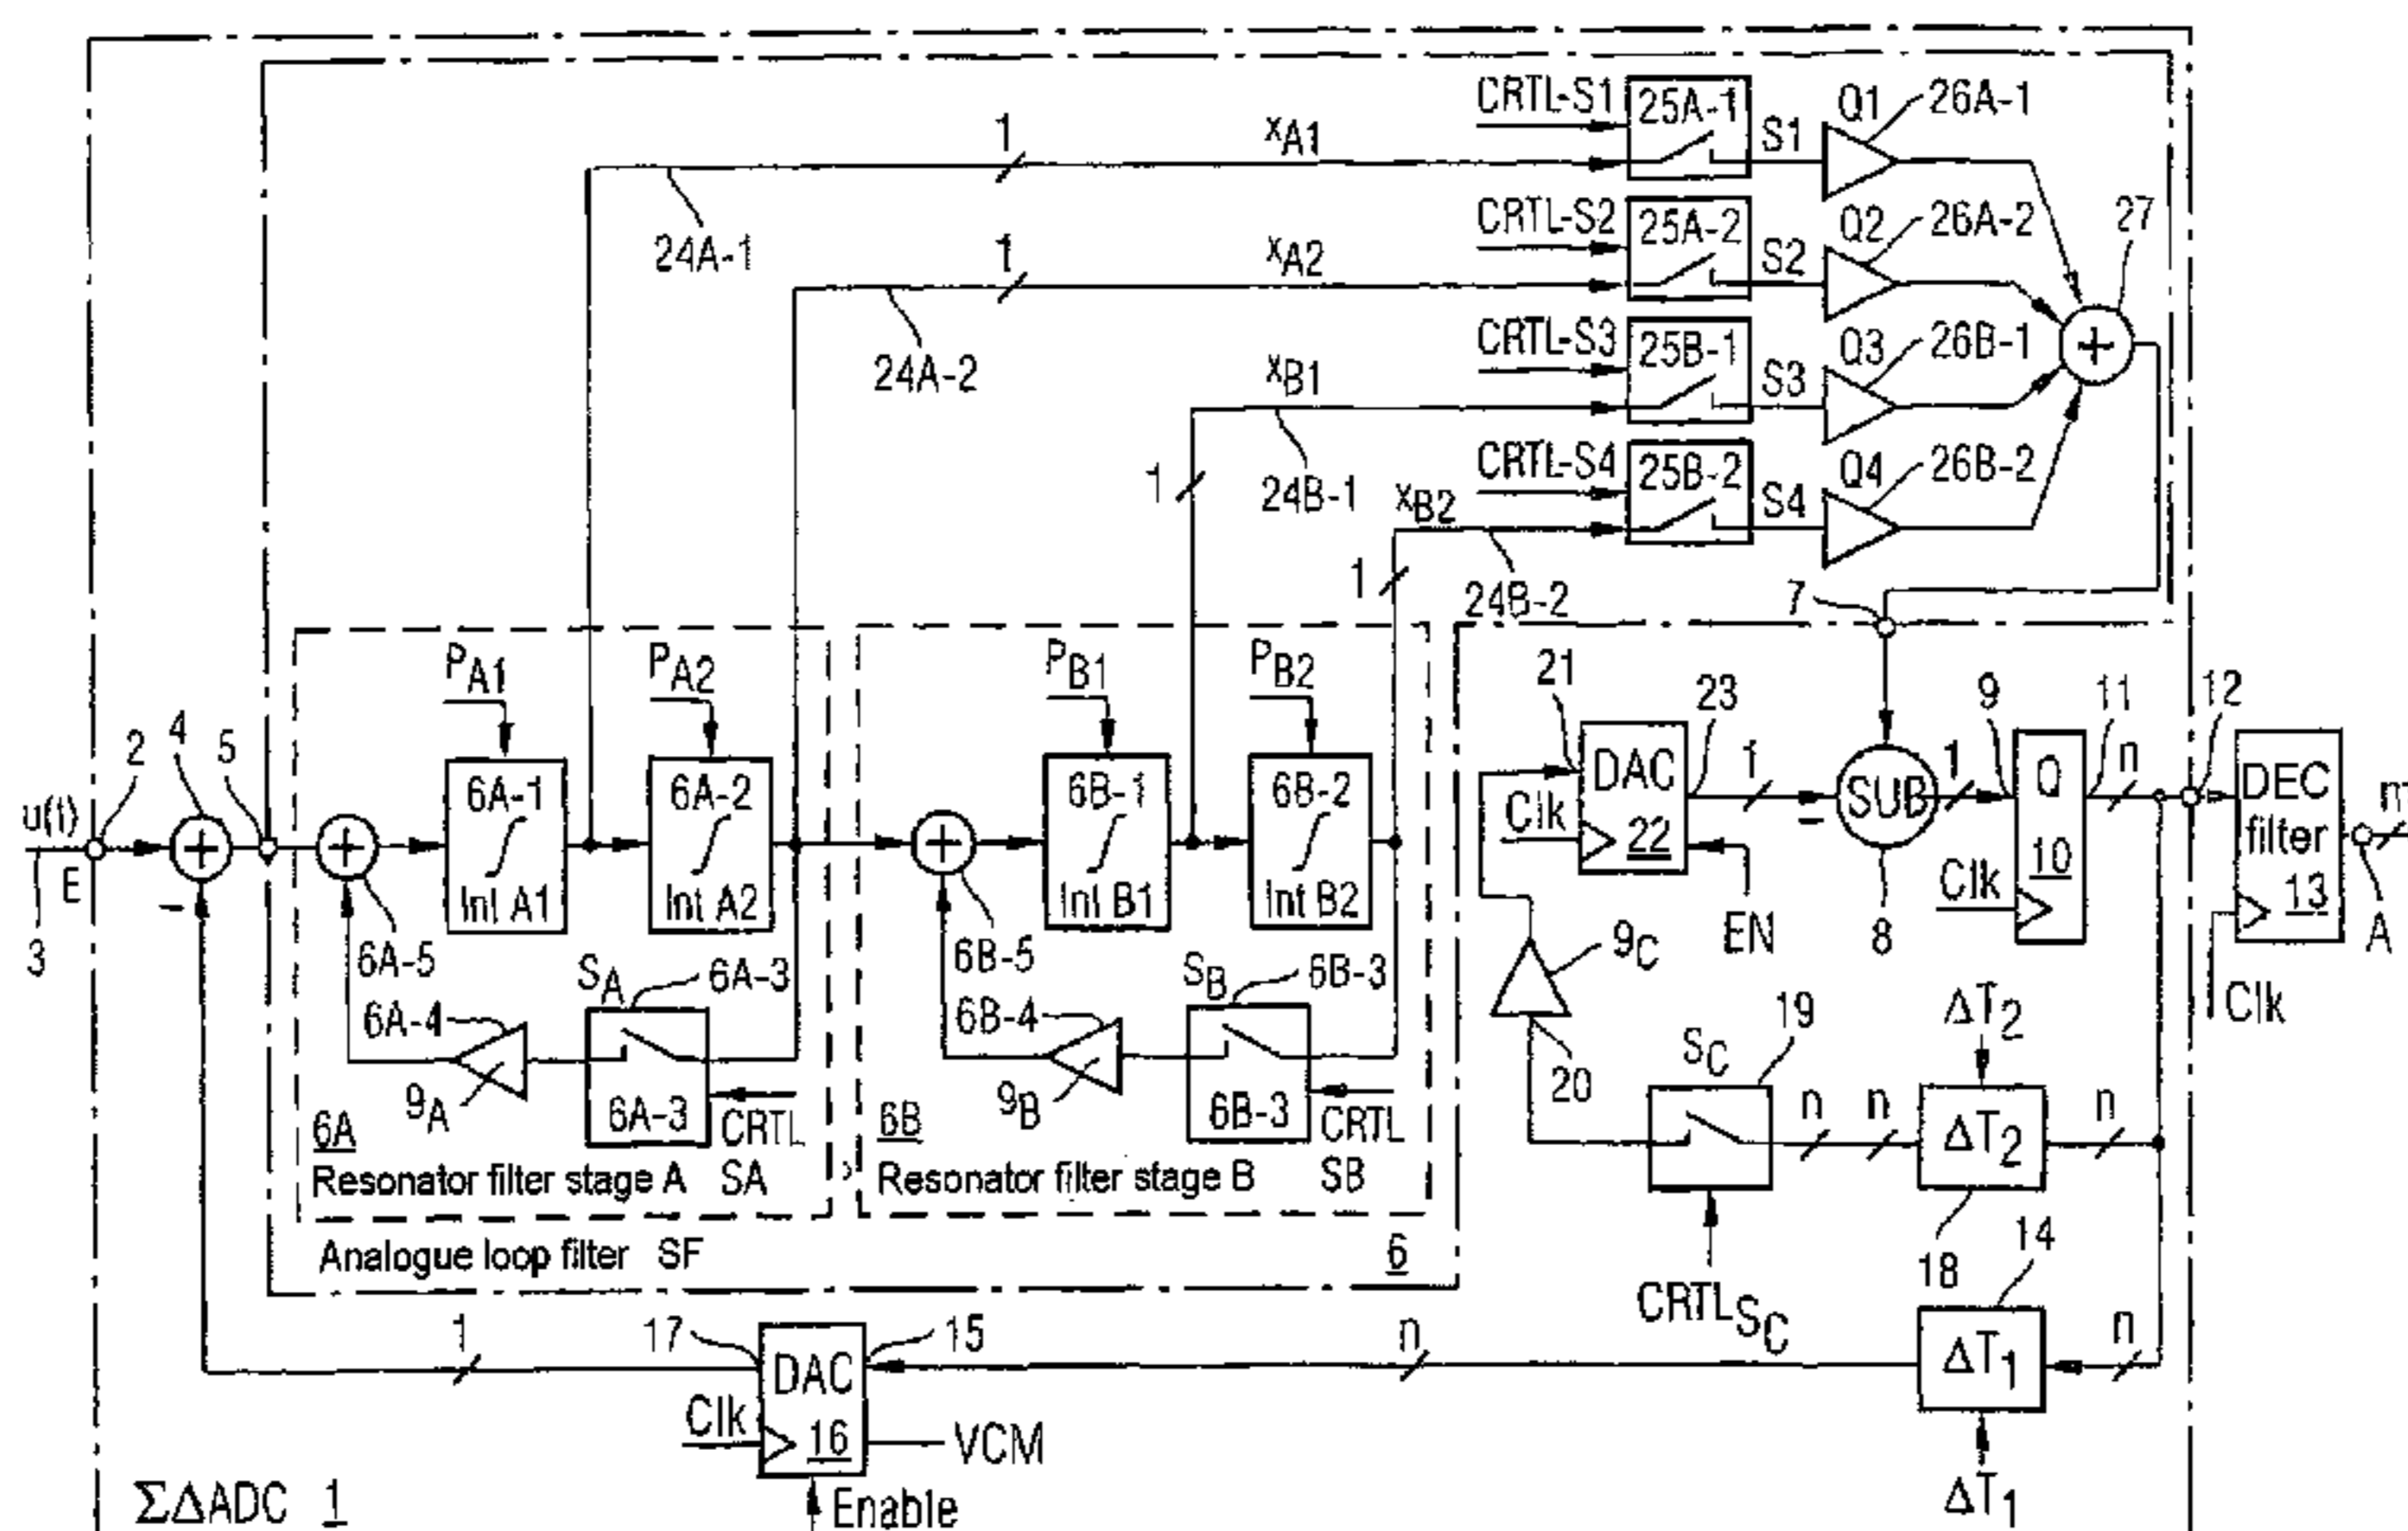 CRTL-S1
25A-1
Q1
26A-1
1
xA1
S1
24A-1
CRTL-S2
25A-2
Q2
26A-2
27
1
xA2
S2
24A-2
CRTL-S3
25B-1
Q3
26B-1
xB1
S3
24B-1
1
CRTL-S4
25B-2
Q4
26B-2
xB2
S4
24B-2
1
7
PA1
PA2
PB1
PB2
u(t)
E
3
2
4
5
6A-1
Int A1
6A-2
Int A2
6A-5
SA
6A-3
6A-4
9A
6A-3
CRTL
SA
6A
Resonator filter stage A
6B-1
Int B1
6B-2
Int B2
6B-5
SB
6B-3
6B-4
9B
6B-3
CRTL
SB
6B
Resonator filter stage B
Analogue loop filter SF
6
21
DAC
22
Clk
23
1
EN
SUB
8
1
9
Q
10
Clk
11
n
12
DEC
filter
13
Clk
m
A
9C
20
SC
19
CRTLSC
n
n
ΔT2
ΔT2
18
n
14
ΔT1
ΔT1
n
n
15
17
DAC
16
Clk
VCM
Enable
1
ΣΔADC 1